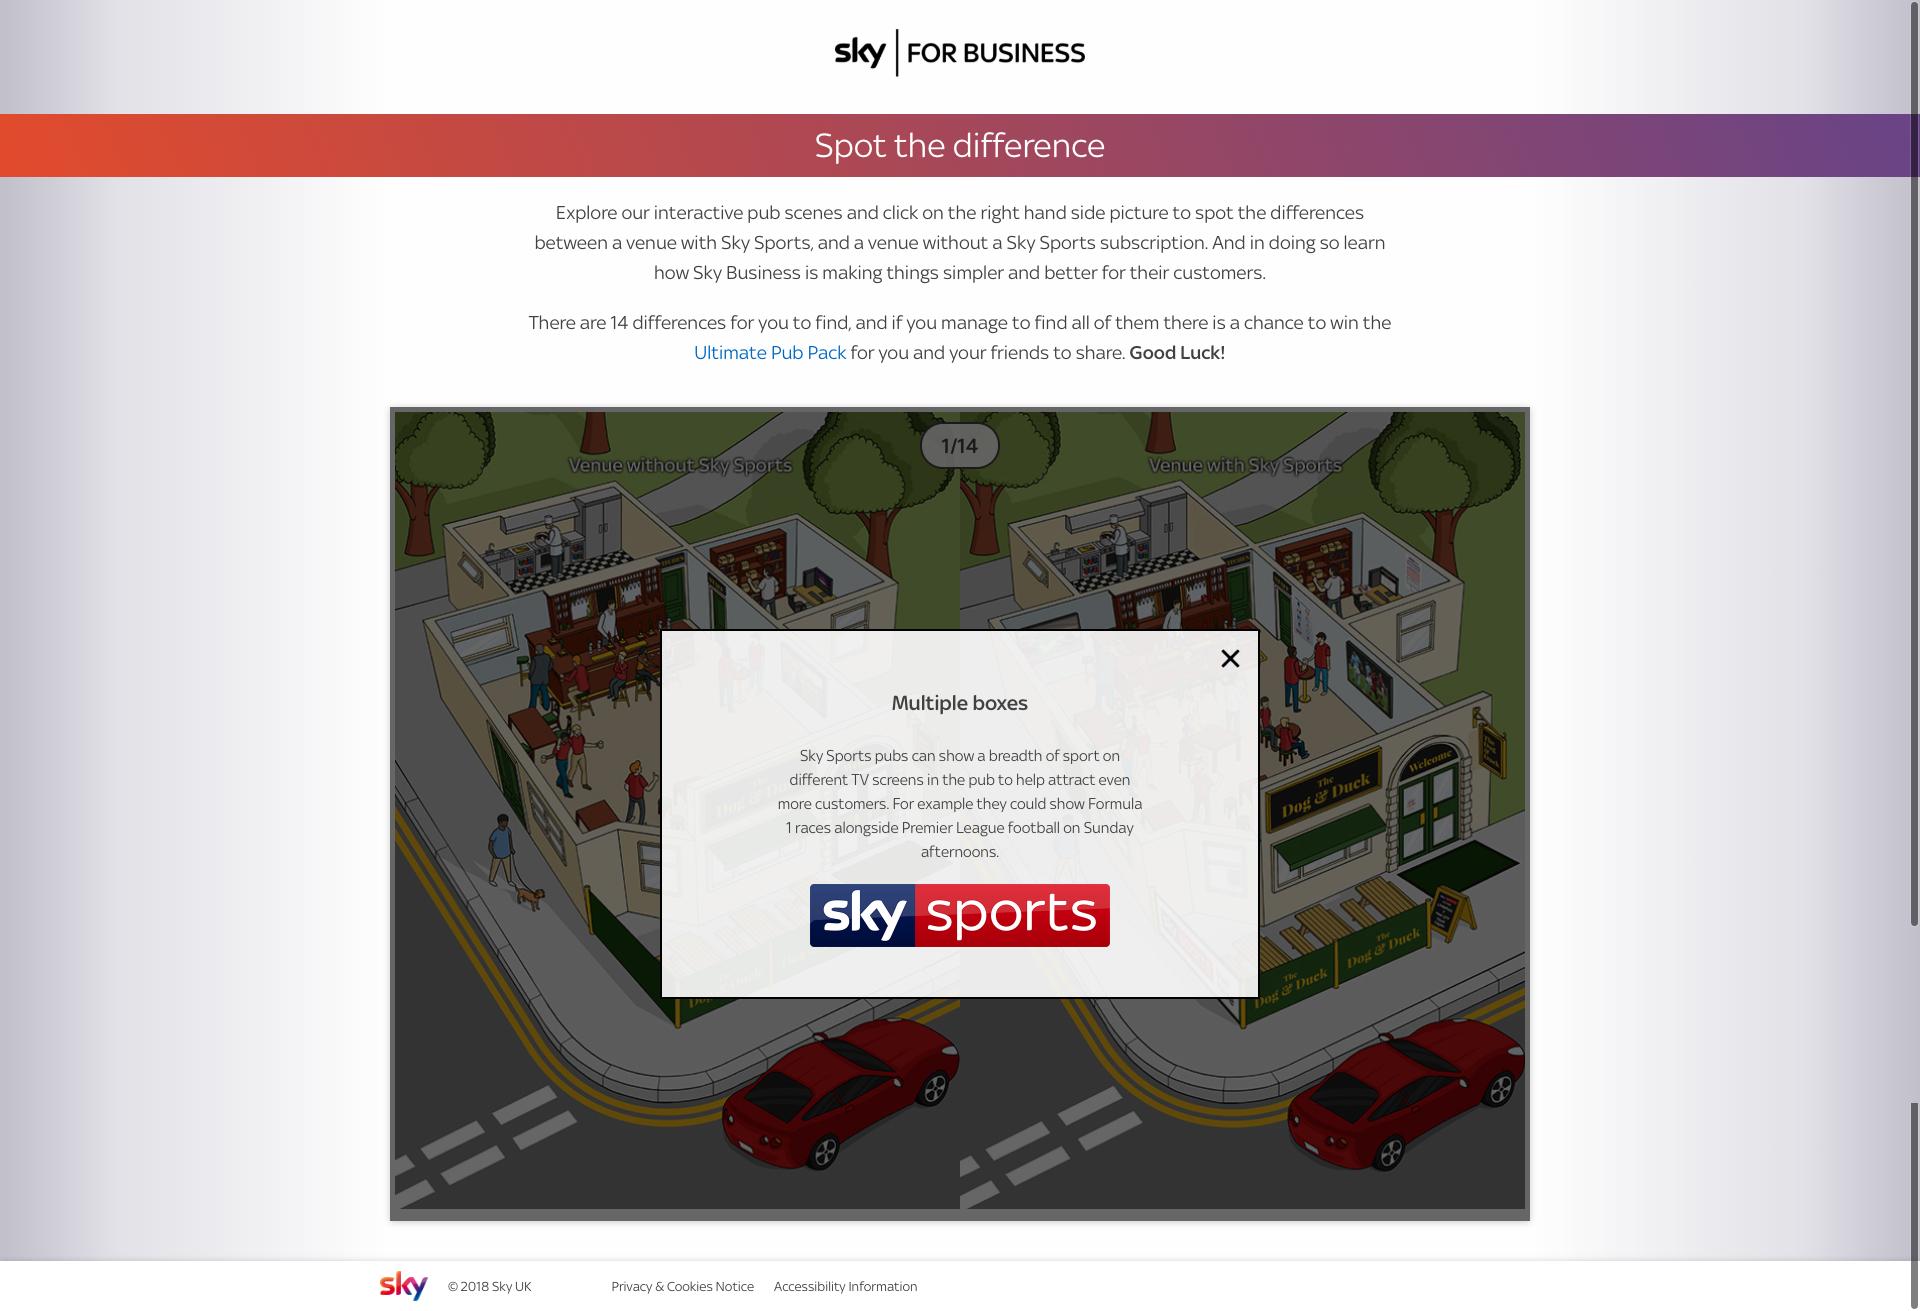 sky FOR BUSINESS
Spot the difference
Explore our interactive pub scenes and click on the right hand side picture to spot the differences
between a venue with Sky Sports, and a venue without a Sky Sports subscription. And in doing so learn
how Sky Business is making things simpler and better for their customers.
There are 14 differences for you to find, and if you manage to find all of them there is a chance to win the
Ultimate Pub Pack for you and your friends to share. Good Luck!
1/14
Venue without Sky Sports
Venue with Sky Sports
Multiple boxes
Sky Sports pubs can show a breadth of sport on
different TV screens in the pub to help attract even
more customers. For example they could show Formula
1 races alongside Premier League football on Sunday
afternoons.
sky sports
Welcome
The
Dog & Duck
The
Dog & Duck
The
Dog & Duck
sky © 2018 Sky UK Privacy & Cookies Notice Accessibility Information